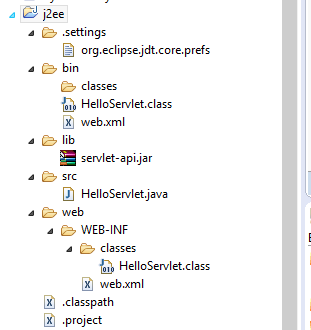 j2ee
.settings
org.eclipse.jdt.core.prefs
bin
classes
HelloServlet.class
web.xml
lib
servlet-api.jar
src
HelloServlet.java
web
WEB-INF
classes
HelloServlet.class
web.xml
.classpath
.project